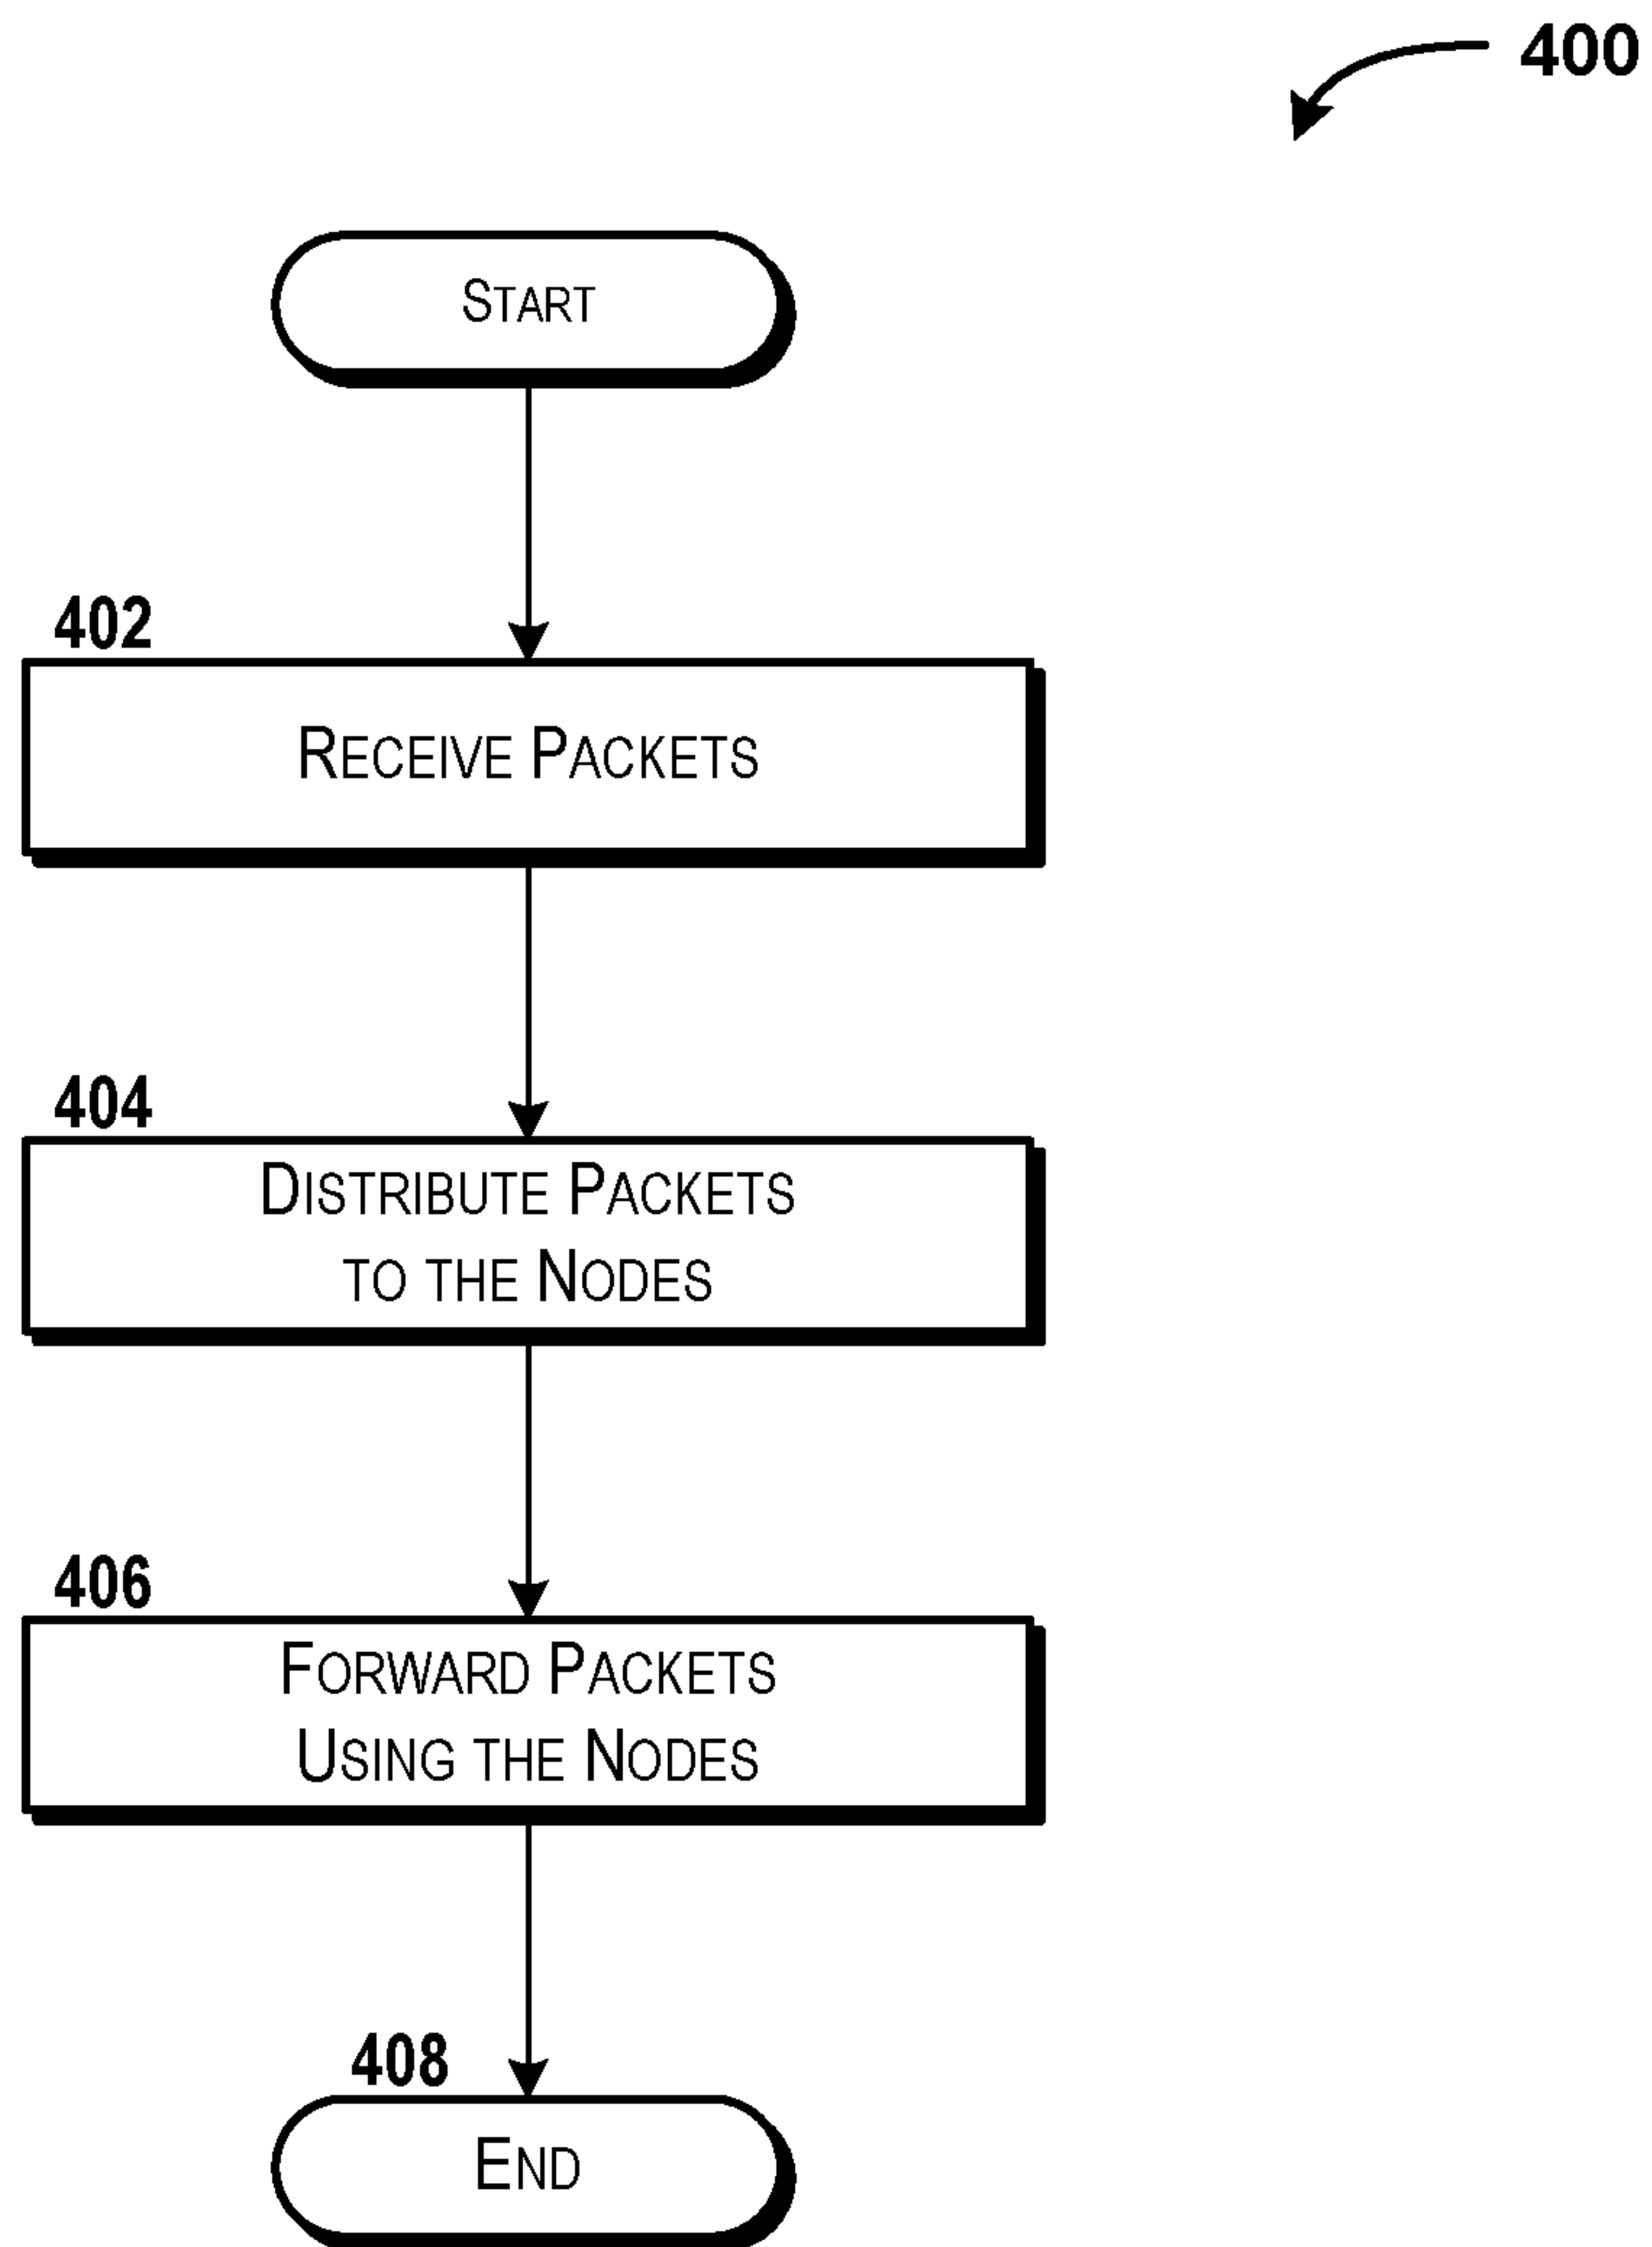 400
START
402
RECEIVE PACKETS
404
DISTRIBUTE PACKETS
TO THE NODES
406
FORWARD PACKETS
USING THE NODES
408
END